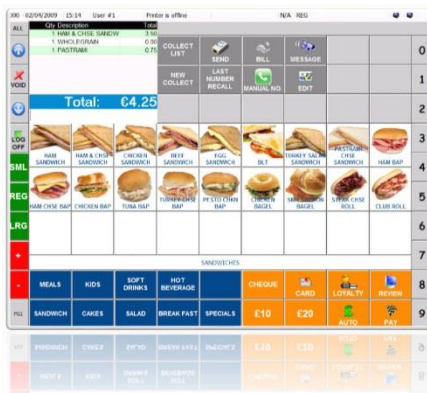 02/04/2009 15:14 User #1 Printer is offline N/A REG
ALL Qty Description Total
1 HAM & CHSE SANDW 3.50
1 WHOLEGRAIN 0.00
1 PASTRAMI 0.75
COLLECT LIST
SEND
BILL
MESSAGE
0
VOID
NEW COLLECT
LAST NUMBER RECALL
MANUAL NO.
EDIT
1
Total: €4.25
2
LOG OFF
3
HAM SANDWICH
HAM & CHSE SANDWICH
CHICKEN SANDWICH
BEEF SANDWICH
EGG SANDWICH
BLT
TURKEY SALAD SANDWICH
PASTRAMI CHSE SANDWICH
HAM BAP
SML
4
REG
5
HAM CHSE BAP
CHICKEN BAP
TUNA BAP
TURKEY CHSE BAP
PESTO CHKN BAP
CHICKEN BAGEL
BAGEL
STEAK CHSE ROLL
CLUB ROLL
LRG
6
+
7
SANDWICHES
-
MEALS
KIDS
SOFT DRINKS
HOT BEVERAGE
CHEQUE
CARD
LOYALTY
REVIEW
8
PG1
SANDWICH
CAKES
SALAD
BREAK FAST
SPECIALS
£10
£20
AUTO
PAY
9